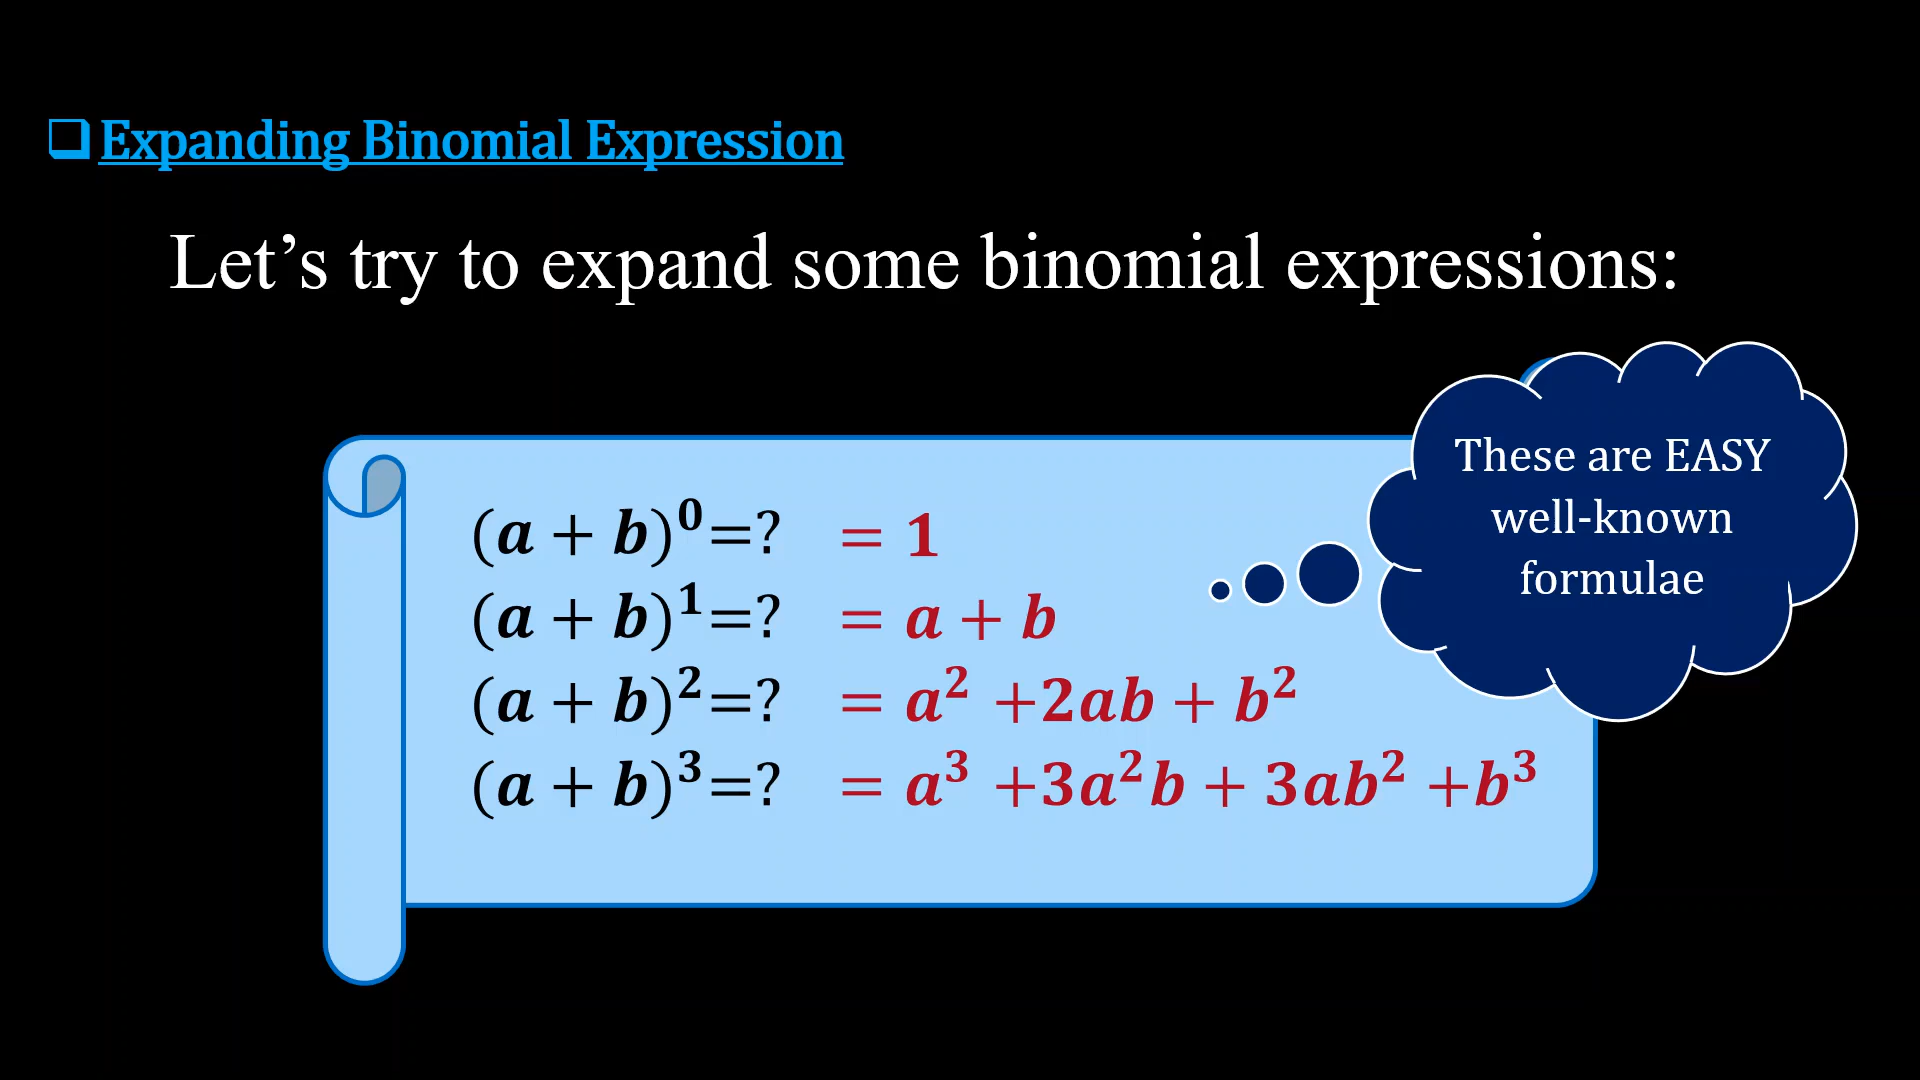 ❑ Expanding Binomial Expression
Let’s try to expand some binomial expressions:
These are EASY
well-known
formulae
(a + b)⁰=? = 1
(a + b)¹=? = a + b
(a + b)²=? = a² +2ab + b²
(a + b)³=? = a³ +3a²b + 3ab² +b³